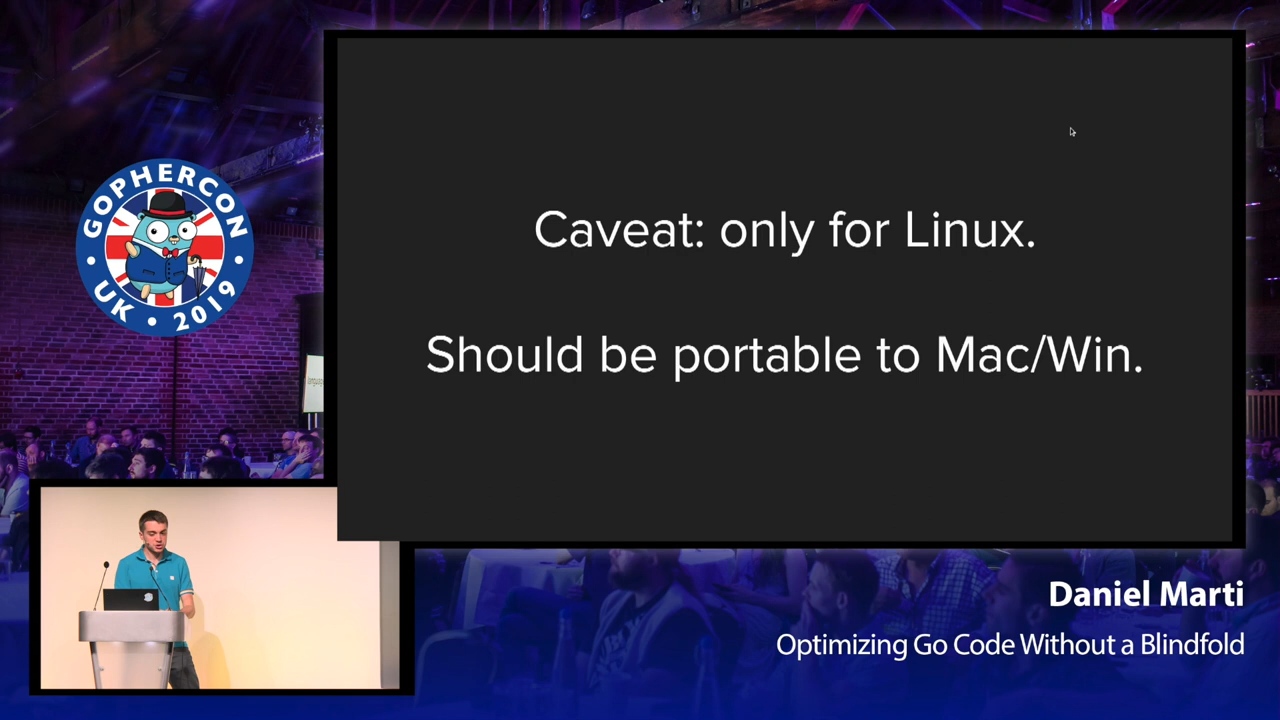 GOPHERCON
UK • 2019
Caveat: only for Linux.
Should be portable to Mac/Win.
Daniel Marti
Optimizing Go Code Without a Blindfold